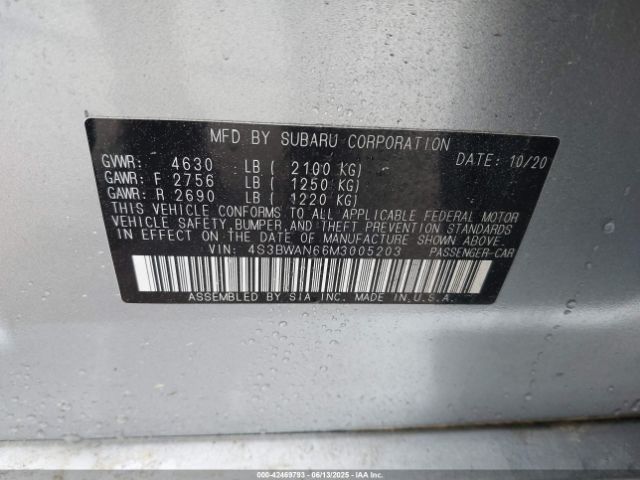 MFD BY SUBARU CORPORATION
GVWR: 4630 LB ( 2100 KG) DATE: 10/20
GAWR: F 2756 LB ( 1250 KG)
GAWR: R 2690 LB ( 1220 KG)
THIS VEHICLE CONFORMS TO ALL APPLICABLE FEDERAL MOTOR
VEHICLE SAFETY, BUMPER, AND THEFT PREVENTION STANDARDS
IN EFFECT ON THE DATE OF MANUFACTURE SHOWN ABOVE.
VIN: 4S3BWAN66M3005203 PASSENGER-CAR
ASSEMBLED BY SIA INC. MADE IN U.S.A.
000-42469793 - 06/13/2025 - IAAI.COM